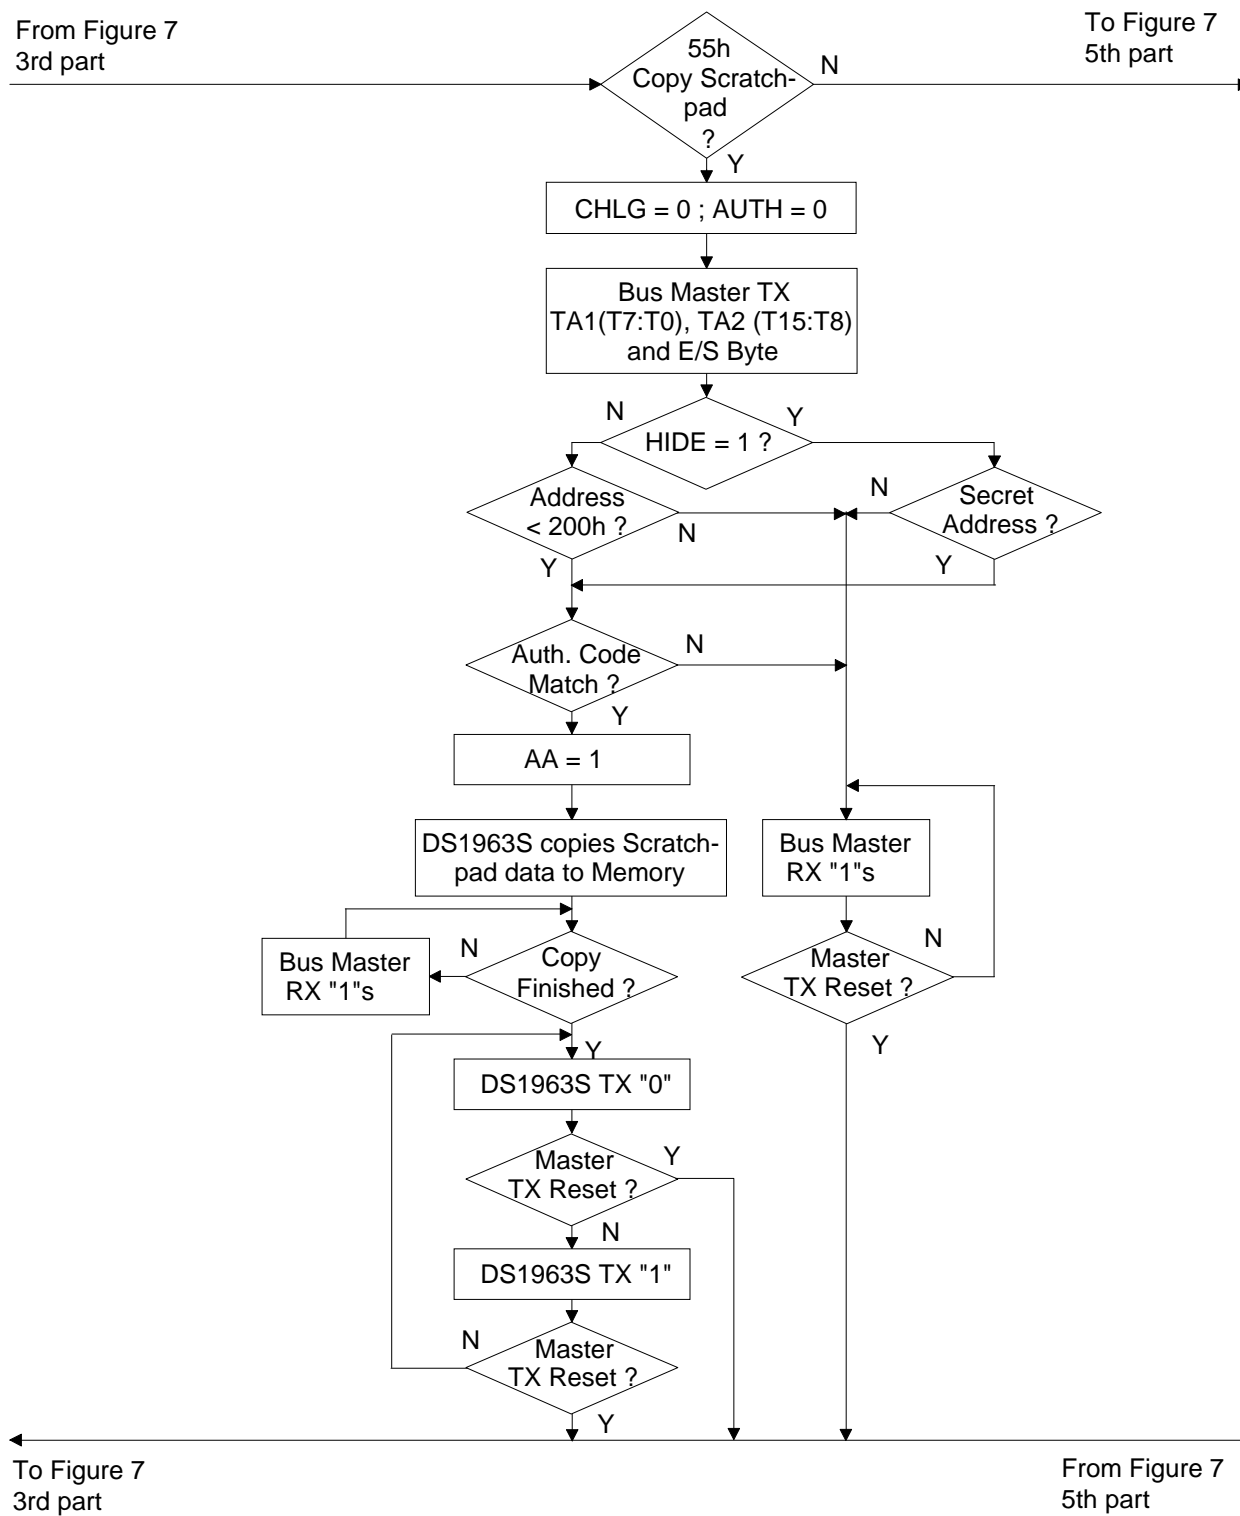 From Figure 7
3rd part
To Figure 7
5th part
55h
Copy Scratch-
pad
?
N
Y
CHLG = 0 ; AUTH = 0
Bus Master TX
TA1(T7:T0), TA2 (T15:T8)
and E/S Byte
N
Y
HIDE = 1 ?
Address
< 200h ?
N
Y
N
Secret
Address ?
Y
Auth. Code
Match ?
N
Y
AA = 1
DS1963S copies Scratch-
pad data to Memory
Bus Master
RX "1"s
Bus Master
RX "1"s
N
Copy
Finished ?
Y
Master
TX Reset ?
N
Y
DS1963S TX "0"
Master
TX Reset ?
Y
N
DS1963S TX "1"
N
Master
TX Reset ?
Y
To Figure 7
3rd part
From Figure 7
5th part